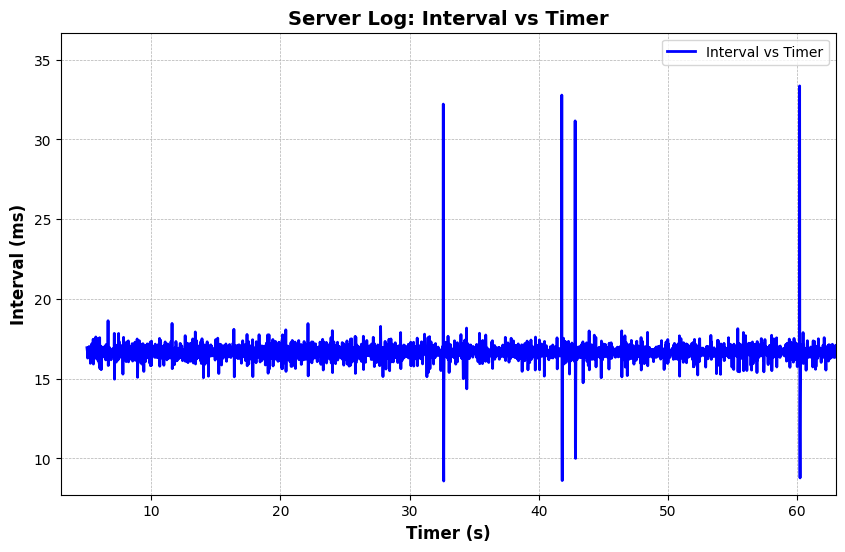 Server Log: Interval vs Timer
Interval vs Timer
35
30
25
20
15
10
Interval (ms)
10 20 30 40 50 60
Timer (s)